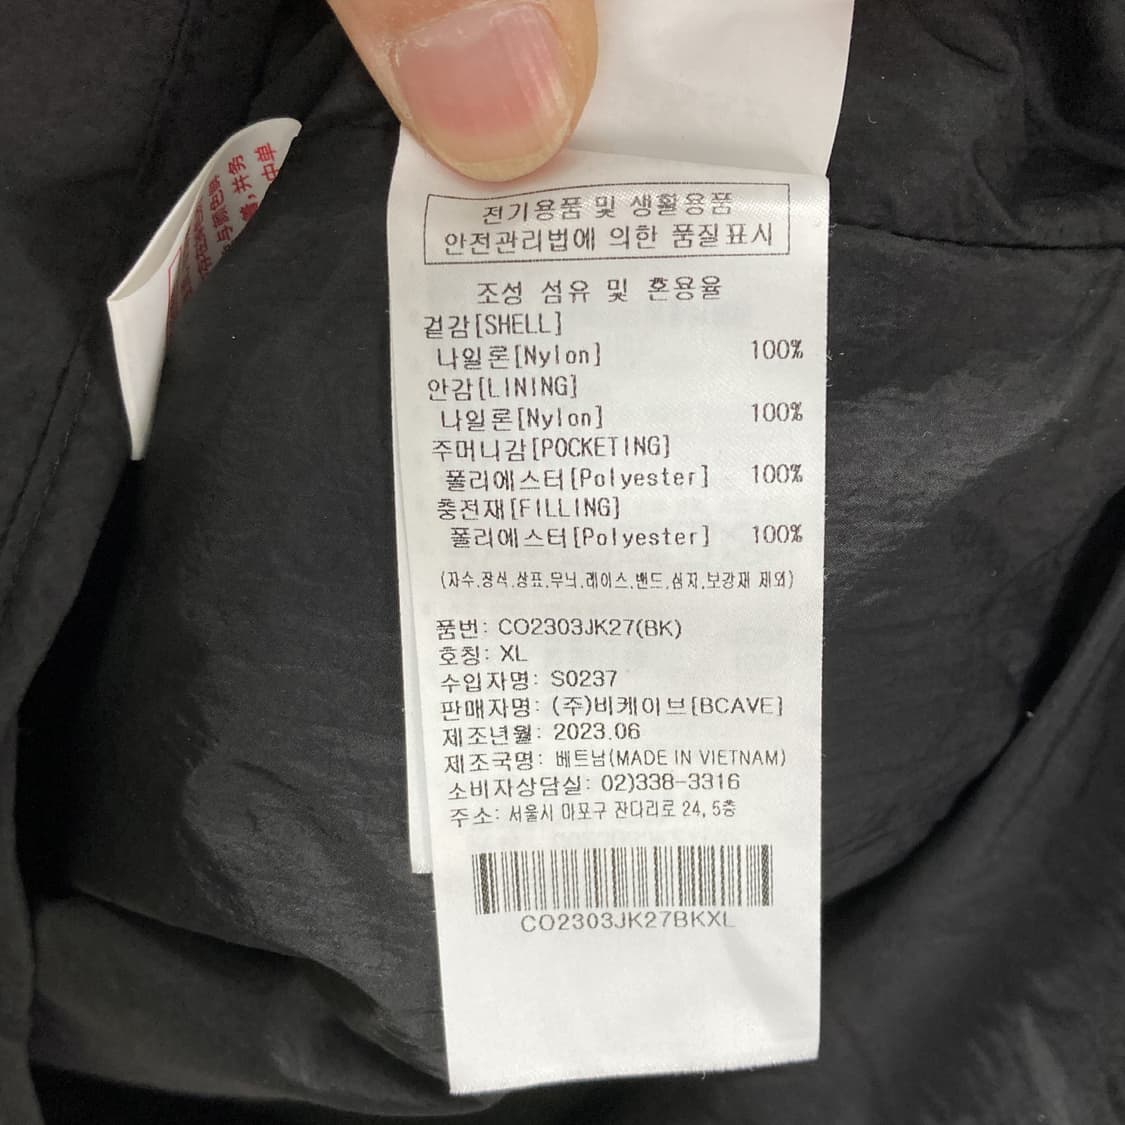 전기용품 및 생활용품
안전관리법에 의한 품질표시
조성 섬유 및 혼용율
겉감[SHELL]
나일론[Nylon] 100%
안감[LINING]
나일론[Nylon] 100%
주머니감[POCKETING]
폴리에스터[Polyester] 100%
충전재[FILLING]
폴리에스터[Polyester] 100%
(자수.장식.상표.무늬.레이스.밴드.심지.보강재 제외)
품번: CO2303JK27(BK)
호칭: XL
수입자명: S0237
판매자명: (주)비케이브[BCAVE]
제조년월: 2023.06
제조국명: 베트남(MADE IN VIETNAM)
소비자상담실: 02)338-3316
주소: 서울시 마포구 잔다리로 24, 5층
CO2303JK27BKXL